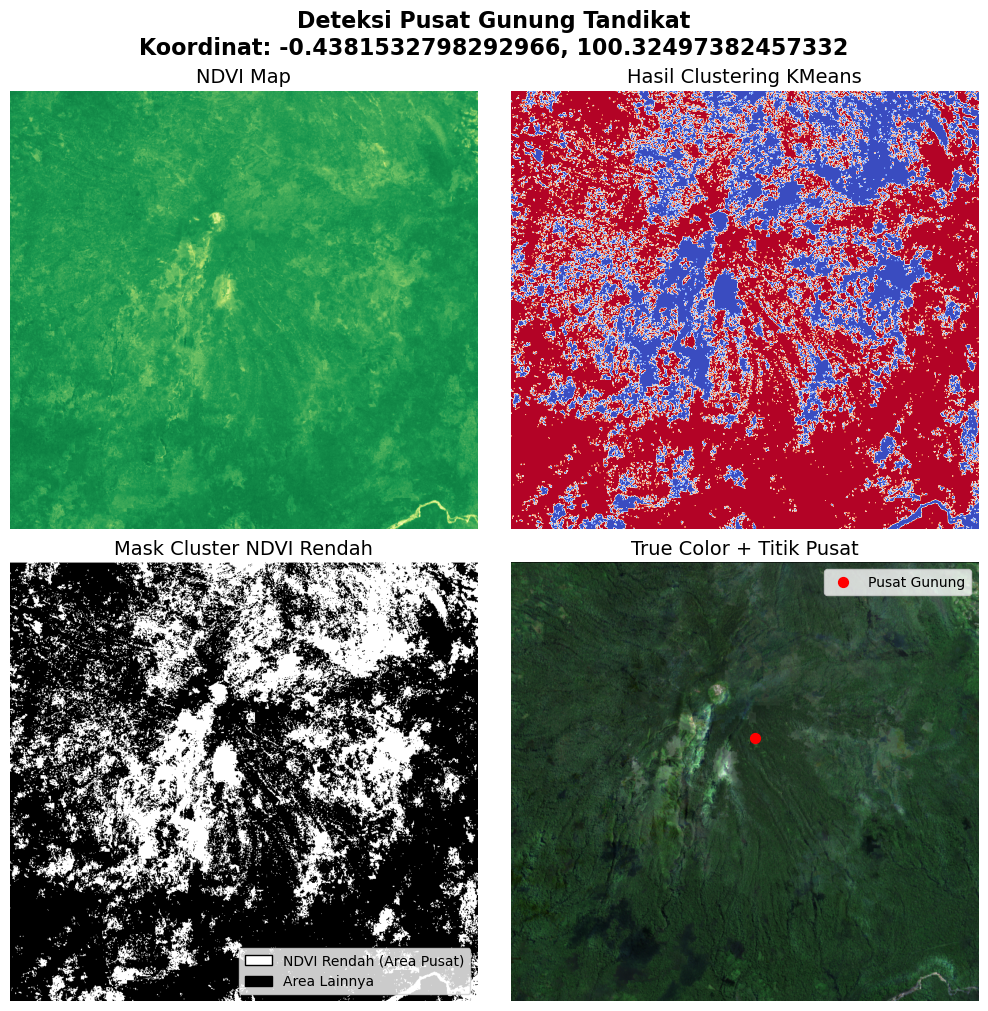 Deteksi Pusat Gunung Tandikat
Koordinat: -0.4381532798292966, 100.32497382457332
NDVI Map
Hasil Clustering KMeans
Mask Cluster NDVI Rendah
True Color + Titik Pusat
Pusat Gunung
NDVI Rendah (Area Pusat)
Area Lainnya